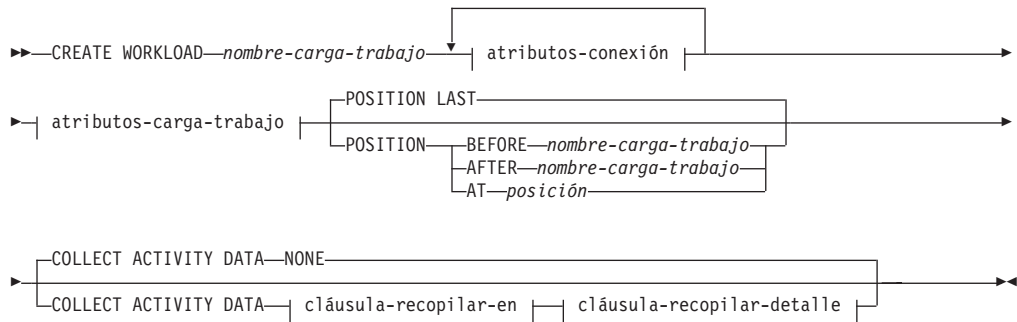 CREATE WORKLOAD nombre-carga-trabajo atributos-conexión
atributos-carga-trabajo POSITION LAST
POSITION BEFORE nombre-carga-trabajo
AFTER nombre-carga-trabajo
AT posición
COLLECT ACTIVITY DATA NONE
COLLECT ACTIVITY DATA cláusula-recopilar-en cláusula-recopilar-detalle